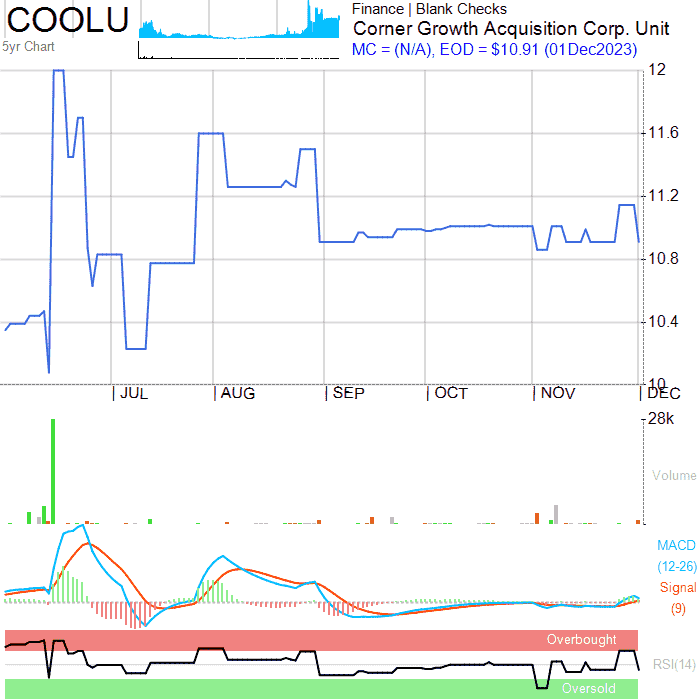 COOLU
5yr Chart
Finance | Blank Checks
Corner Growth Acquisition Corp. Unit
MC = (N/A), EOD = $10.91 (01Dec2023)
12
11.6
11.2
10.8
10.4
10
JUL AUG SEP OCT NOV DEC
28k
Volume
MACD
(12-26)
Signal
(9)
Overbought
RSI(14)
Oversold